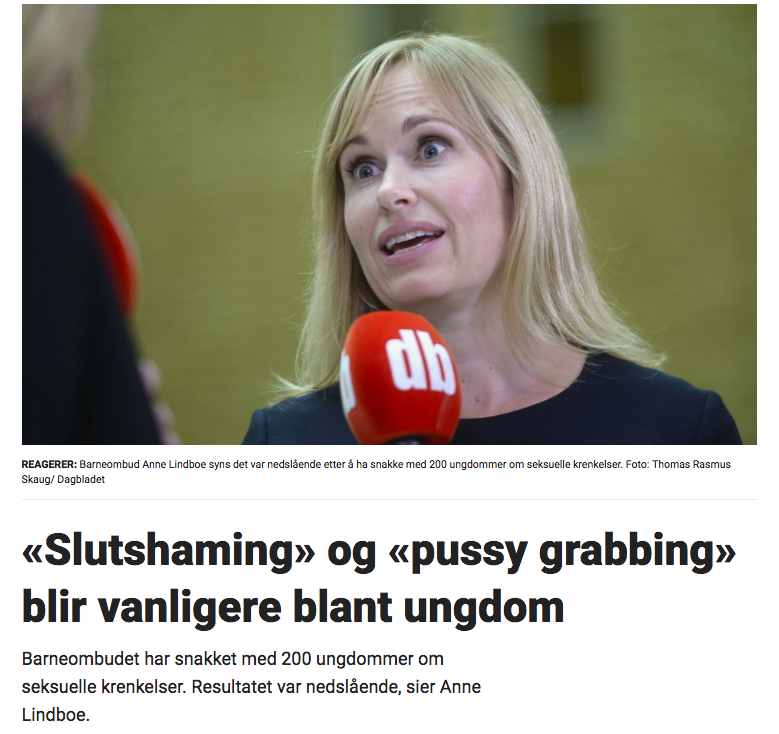 db
REAGERER: Barneombud Anne Lindboe syns det var nedslående etter å ha snakke med 200 ungdommer om seksuelle krenkelser. Foto: Thomas Rasmus
Skaug/ Dagbladet
«Slutshaming» og «pussy grabbing»
blir vanligere blant ungdom
Barneombudet har snakket med 200 ungdommer om
seksuelle krenkelser. Resultatet var nedslående, sier Anne
Lindboe.